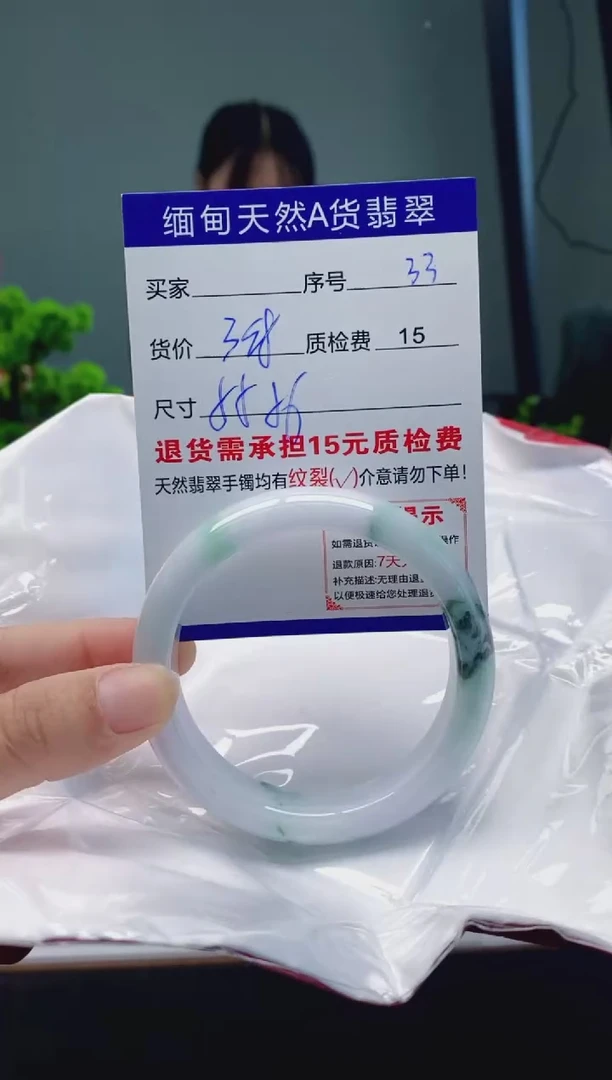 缅甸天然A货翡翠
买家 序号 33
货价 质检费 15
尺寸
退货需承担15元质检费
天然翡翠手镯均有纹裂(✓)介意请勿下单！
示
如需退货 作
退款原因:7天
补充描述:无理由退
以便极速给您处理退